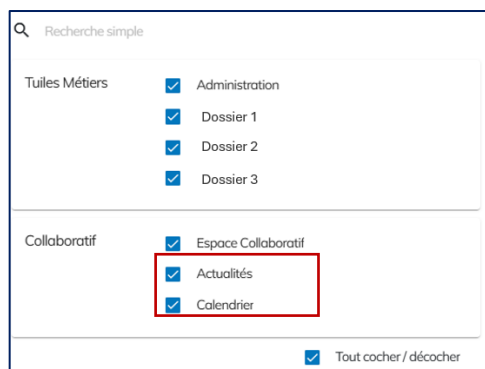 Recherche simple
Tuiles Métiers
Administration
Dossier 1
Dossier 2
Dossier 3
Collaboratif
Espace Collaboratif
Actualités
Calendrier
Tout cocher / décocher